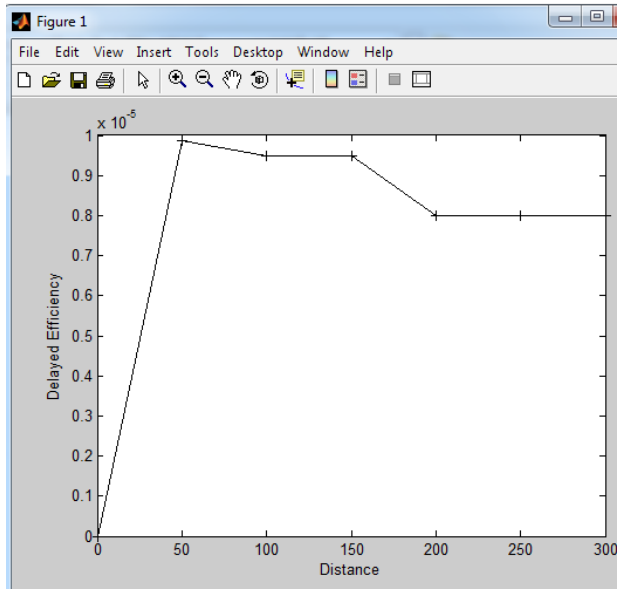 Figure 1
File Edit View Insert Tools Desktop Window Help
x 10^-5
1
0.9
0.8
0.7
0.6
0.5
0.4
0.3
0.2
0.1
0
Delayed Efficiency
0 50 100 150 200 250 300
Distance